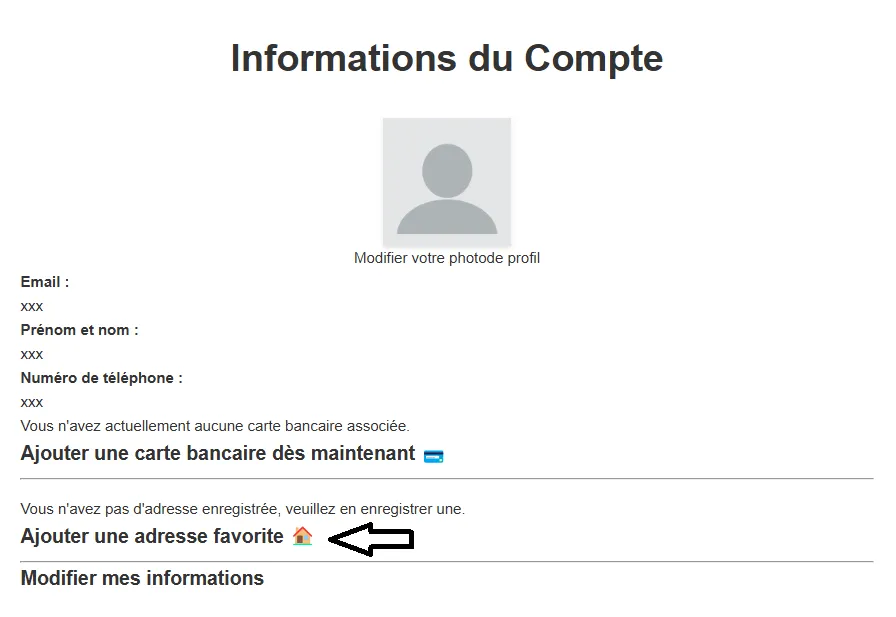 Informations du Compte
Modifier votre photode profil
Email :
xxx
Prénom et nom :
xxx
Numéro de téléphone :
xxx
Vous n'avez actuellement aucune carte bancaire associée.
Ajouter une carte bancaire dès maintenant
Vous n'avez pas d'adresse enregistrée, veuillez en enregistrer une.
Ajouter une adresse favorite
Modifier mes informations